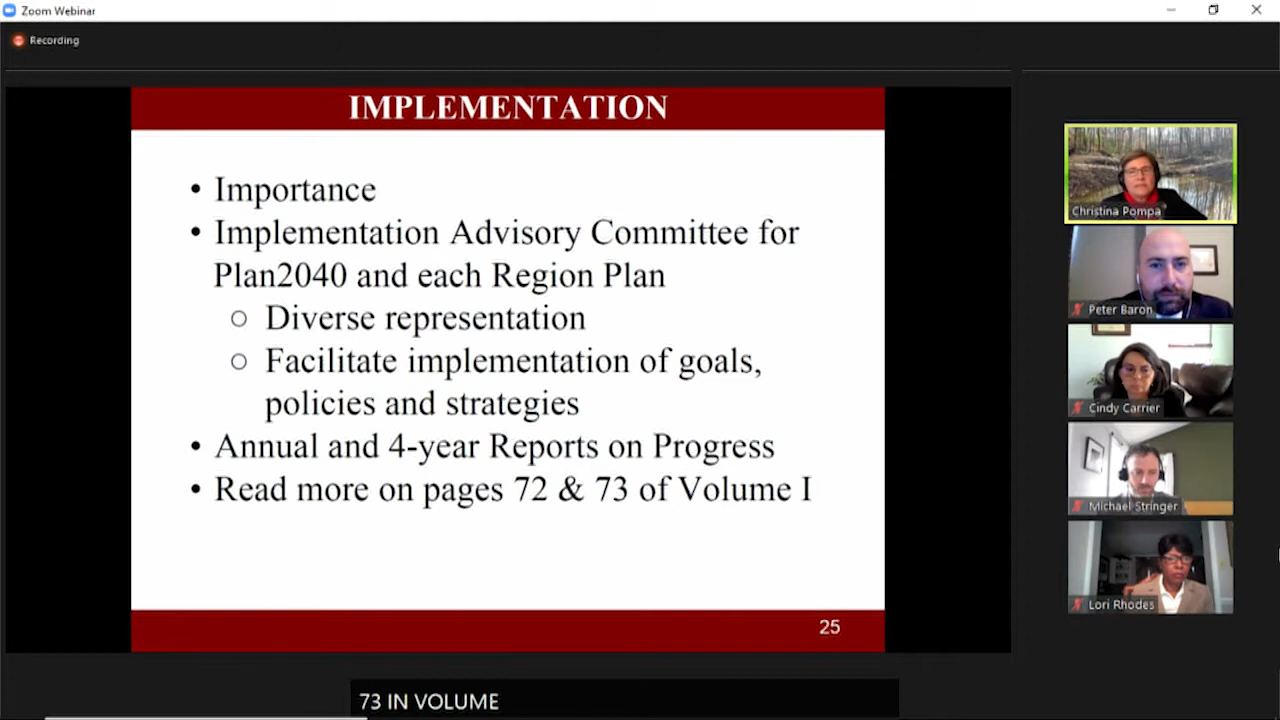 Zoom Webinar
Recording
IMPLEMENTATION
• Importance
• Implementation Advisory Committee for
Plan2040 and each Region Plan
○ Diverse representation
○ Facilitate implementation of goals,
policies and strategies
• Annual and 4-year Reports on Progress
• Read more on pages 72 & 73 of Volume I
25
Christina Pompa
Peter Baron
Cindy Carrier
Michael Stringer
Lori Rhodes
73 IN VOLUME